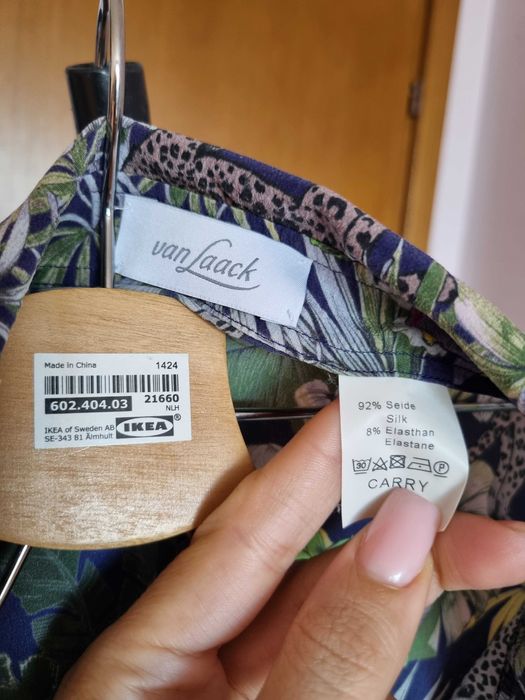 van Laack
Made in China 1424
602.404.03 21660
NLH
IKEA of Sweden AB
SE-343 81 Älmhult
IKEA®
92% Seide
Silk
8% Elasthan
Elastane
30 P
CARRY